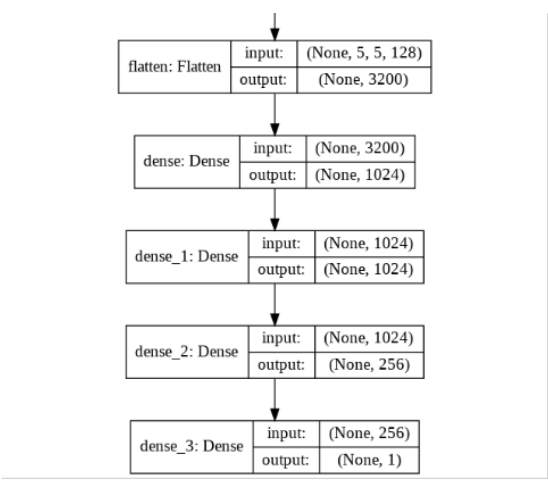 flatten: Flatten input: (None, 5, 5, 128)
output: (None, 3200)
dense: Dense input: (None, 3200)
output: (None, 1024)
dense_1: Dense input: (None, 1024)
output: (None, 1024)
dense_2: Dense input: (None, 1024)
output: (None, 256)
dense_3: Dense input: (None, 256)
output: (None, 1)